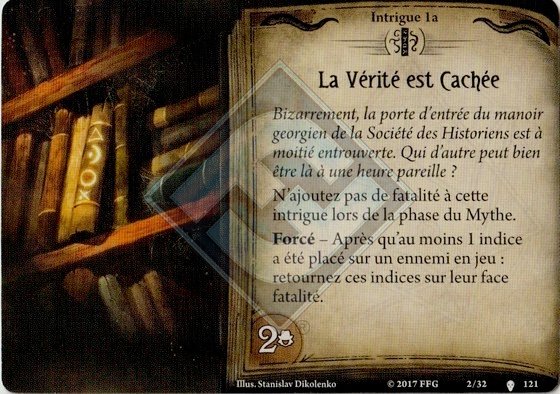 Intrigue 1a
La Vérité est Cachée
Bizarrement, la porte d'entrée du manoir
georgien de la Société des Historiens est à
moitié entrouverte. Qui d'autre peut bien
être là à une heure pareille ?
N'ajoutez pas de fatalité à cette
intrigue lors de la phase du Mythe.
Forcé – Après qu'au moins 1 indice
a été placé sur un ennemi en jeu :
retournez ces indices sur leur face
fatalité.
2
Illus. Stanislav Dikolenko © 2017 FFG 2/32 121